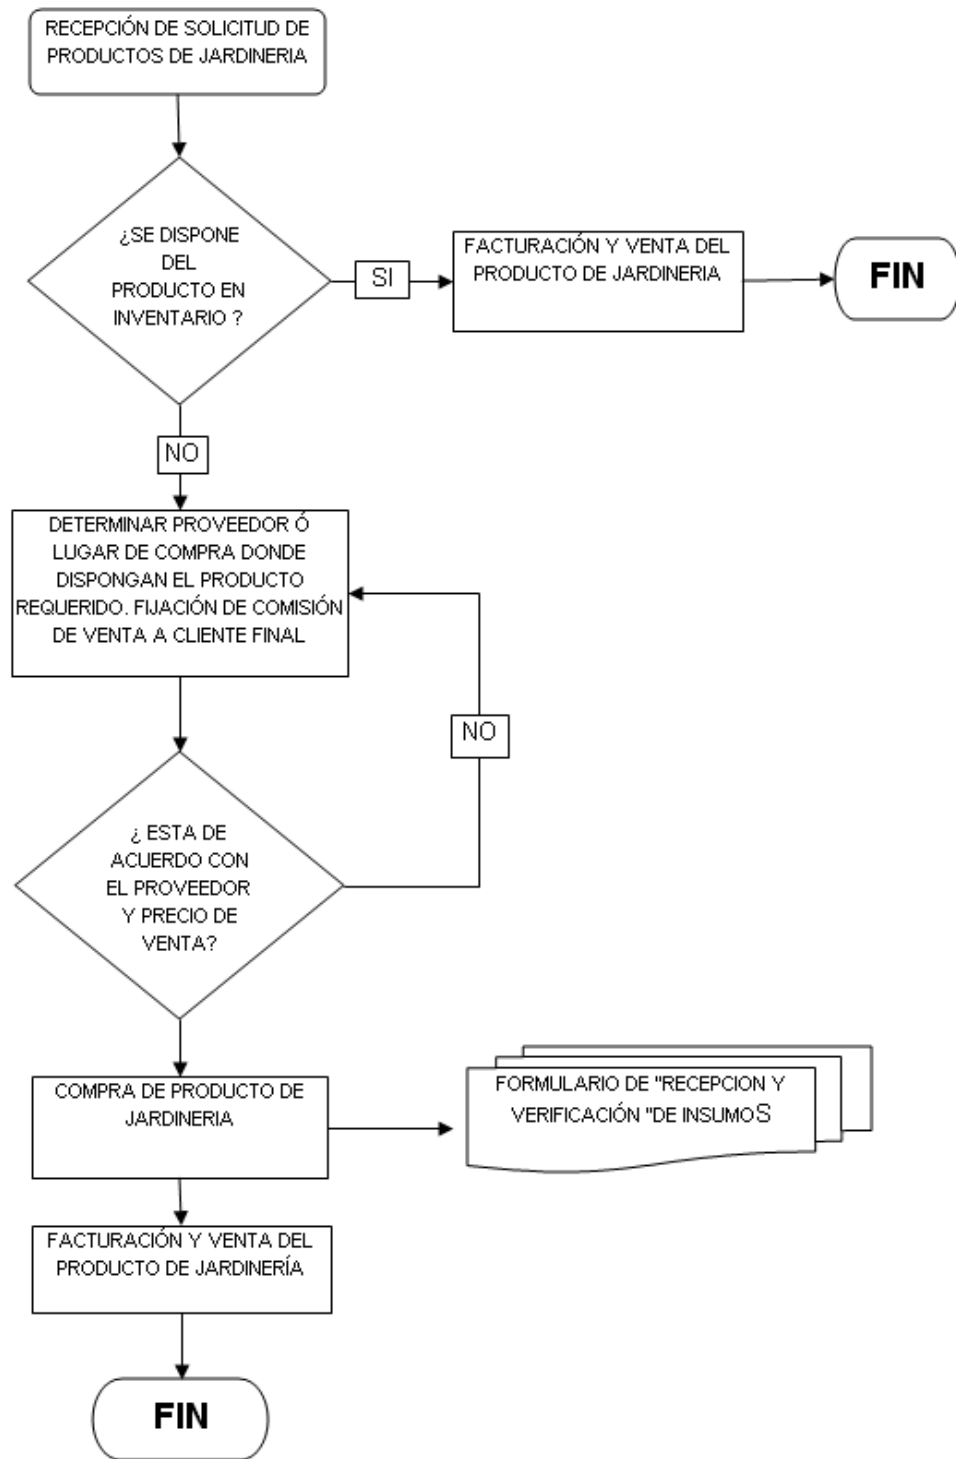 RECEPCIÓN DE SOLICITUD DE
PRODUCTOS DE JARDINERIA
¿SE DISPONE
DEL
PRODUCTO EN
INVENTARIO ?
SI
FACTURACIÓN Y VENTA DEL
PRODUCTO DE JARDINERIA
FIN
NO
DETERMINAR PROVEEDOR Ó
LUGAR DE COMPRA DONDE
DISPONGAN EL PRODUCTO
REQUERIDO. FIJACIÓN DE COMISIÓN
DE VENTA A CLIENTE FINAL
NO
¿ ESTA DE
ACUERDO CON
EL PROVEEDOR
Y PRECIO DE
VENTA?
COMPRA DE PRODUCTO DE
JARDINERIA
FORMULARIO DE "RECEPCION Y
VERIFICACIÓN "DE INSUMOS
FACTURACIÓN Y VENTA DEL
PRODUCTO DE JARDINERÍA
FIN